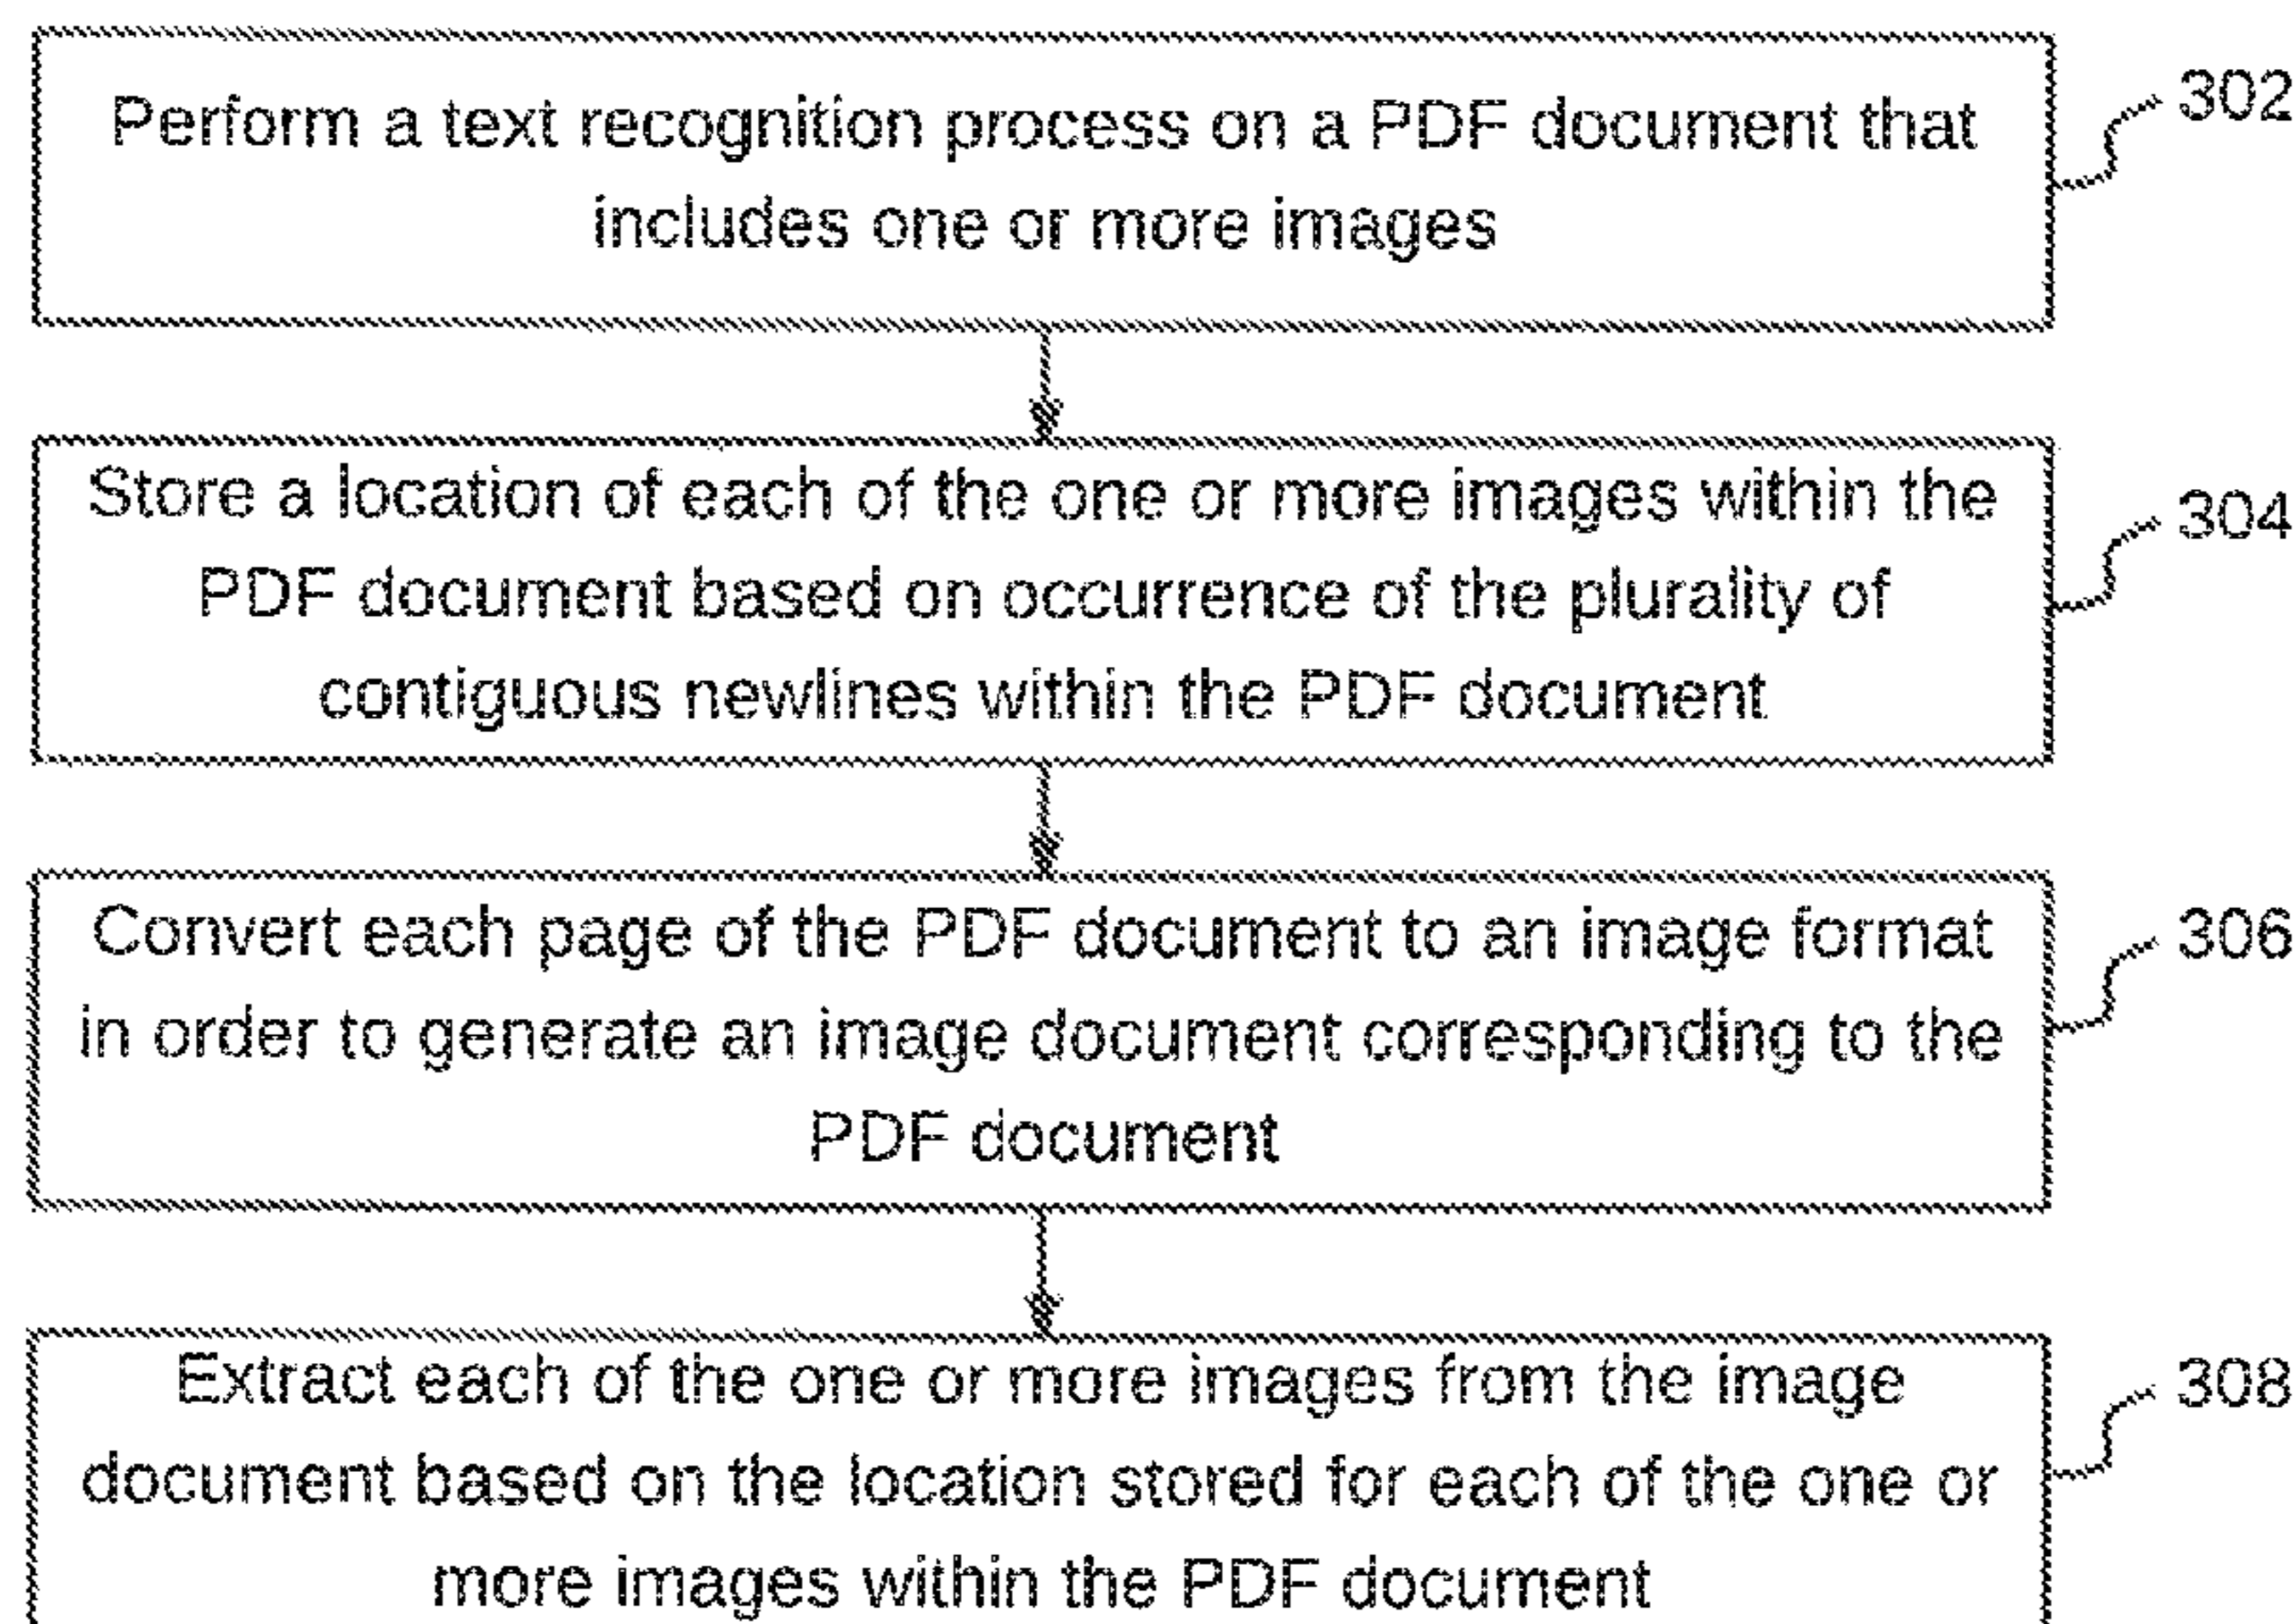 Perform a text recognition process on a PDF document that
includes one or more images
302
Store a location of each of the one or more images within the
PDF document based on occurrence of the plurality of
contiguous newlines within the PDF document
304
Convert each page of the PDF document to an image format
in order to generate an image document corresponding to the
PDF document
306
Extract each of the one or more images from the image
document based on the location stored for each of the one or
more images within the PDF document
308